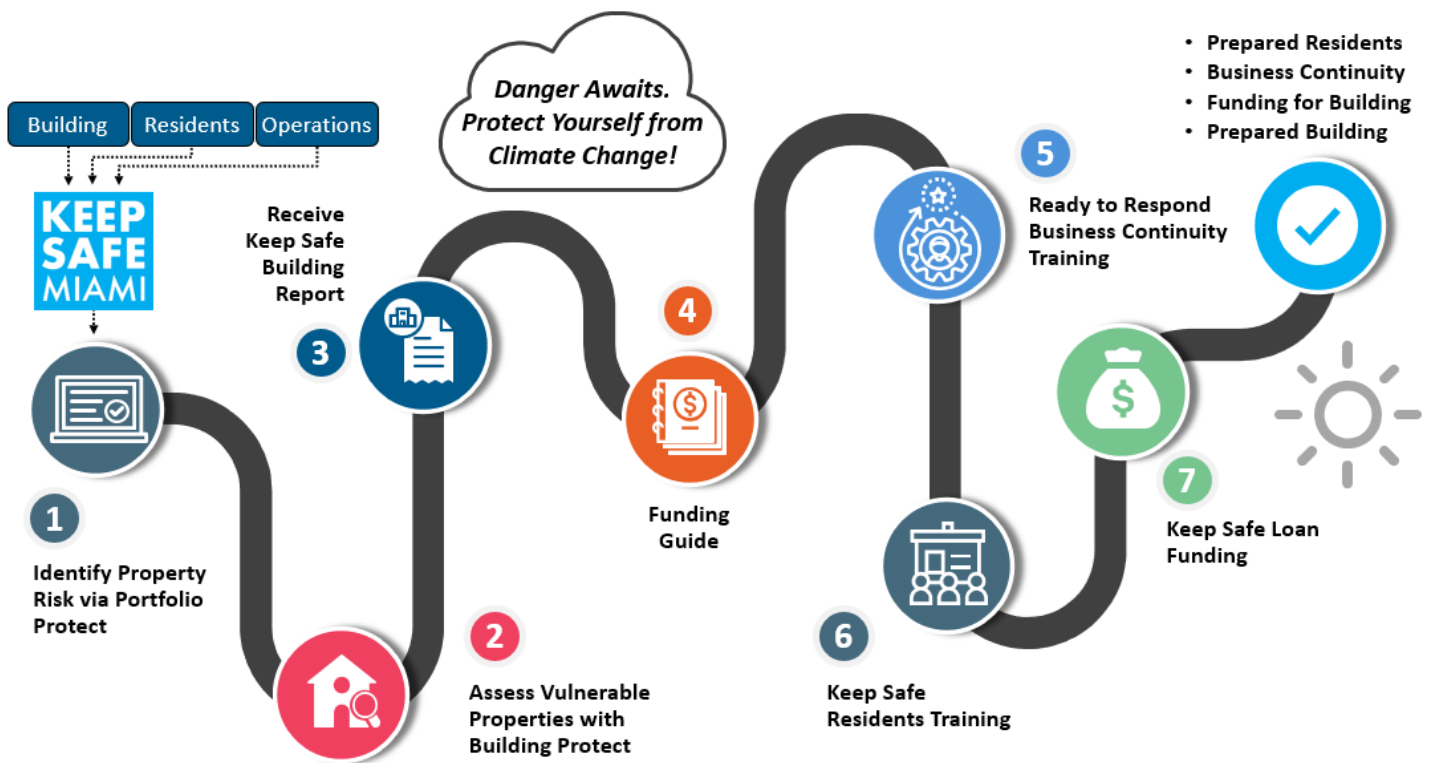 Building
Residents
Operations
KEEP
SAFE
MIAMI
1
Identify Property
Risk via Portfolio
Protect
2
Assess Vulnerable
Properties with
Building Protect
Receive
Keep Safe
Building
Report
3
Danger Awaits.
Protect Yourself from
Climate Change!
4
$
Funding
Guide
5
Ready to Respond
Business Continuity
Training
6
Keep Safe
Residents Training
$
7
Keep Safe Loan
Funding
• Prepared Residents
• Business Continuity
• Funding for Building
• Prepared Building